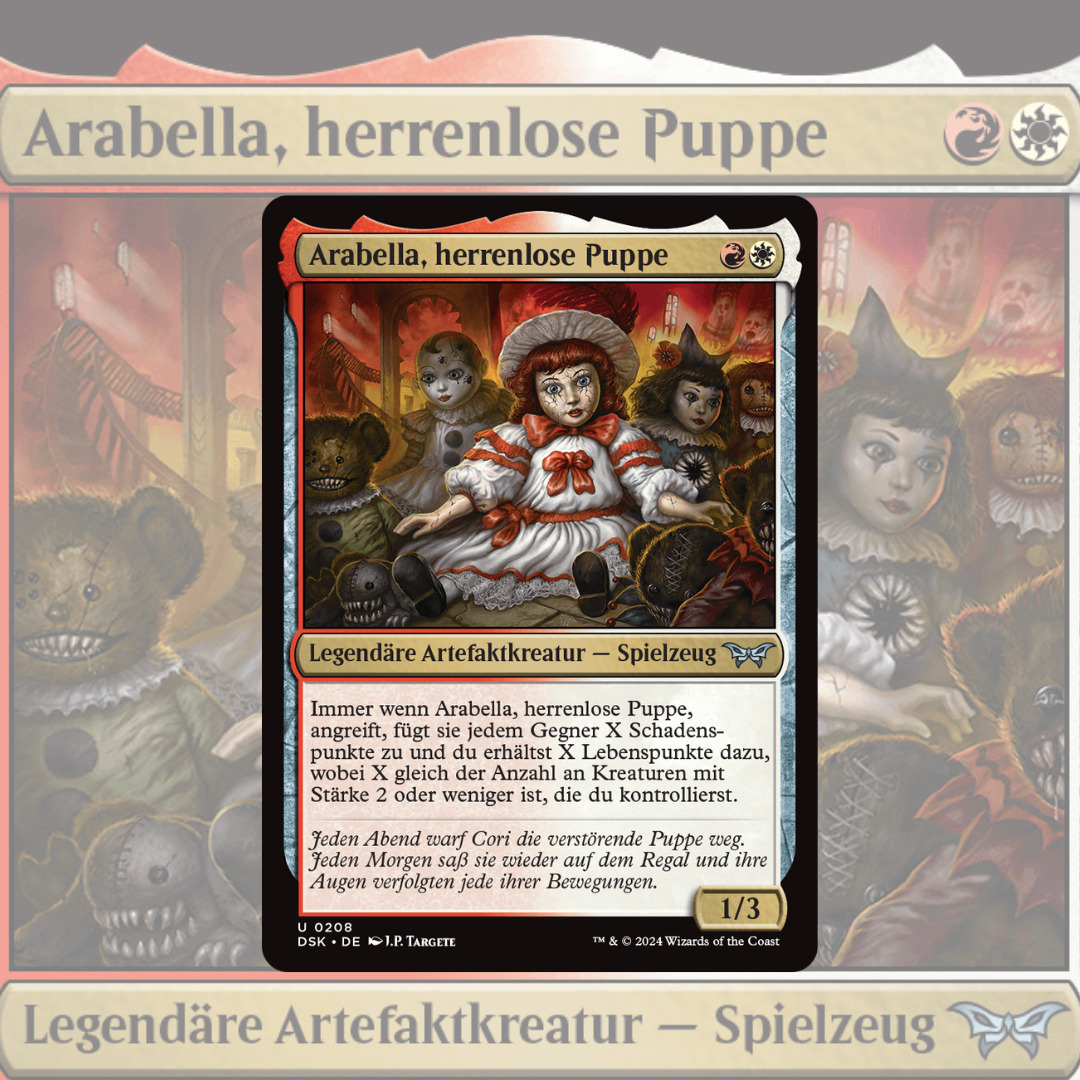 Arabella, herrenlose Puppe
Arabella, herrenlose Puppe
Legendäre Artefaktkreatur — Spielzeug
Immer wenn Arabella, herrenlose Puppe,
angreift, fügt sie jedem Gegner X Schadens-
punkte zu und du erhältst X Lebenspunkte dazu,
wobei X gleich der Anzahl an Kreaturen mit
Stärke 2 oder weniger ist, die du kontrollierst.
Jeden Abend warf Cori die verstörende Puppe weg.
Jeden Morgen saß sie wieder auf dem Regal und ihre
Augen verfolgten jede ihrer Bewegungen.
1/3
U 0208
DSK • DE J.P. Targete
™ & © 2024 Wizards of the Coast
Legendäre Artefaktkreatur — Spielzeug